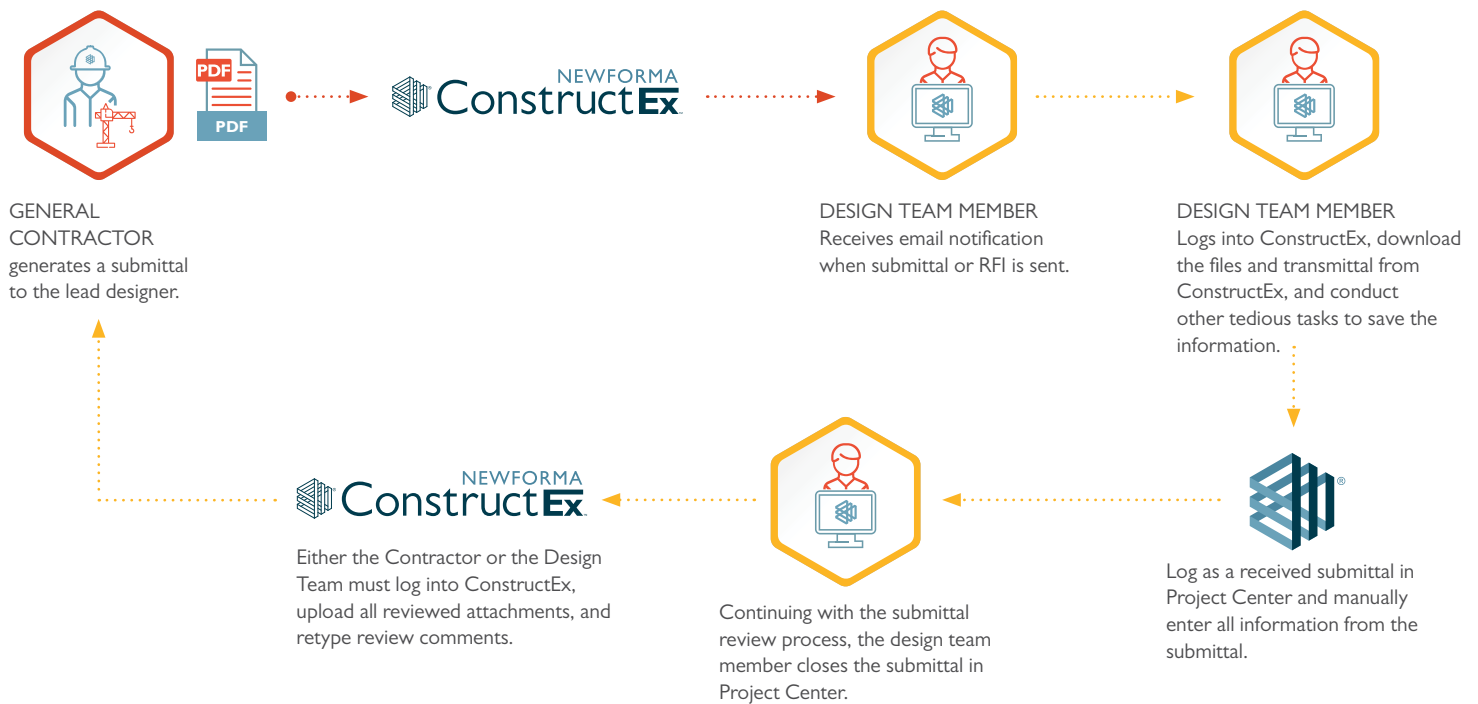 PDF
PDF
NEWFORMA
ConstructEx™
GENERAL
CONTRACTOR
generates a submittal
to the lead designer.
DESIGN TEAM MEMBER
Receives email notification
when submittal or RFI is sent.
DESIGN TEAM MEMBER
Logs into ConstructEx, download
the files and transmittal from
ConstructEx, and conduct
other tedious tasks to save the
information.
®
Log as a received submittal in
Project Center and manually
enter all information from the
submittal.
Continuing with the submittal
review process, the design team
member closes the submittal in
Project Center.
NEWFORMA
ConstructEx™
Either the Contractor or the Design
Team must log into ConstructEx,
upload all reviewed attachments, and
retype review comments.